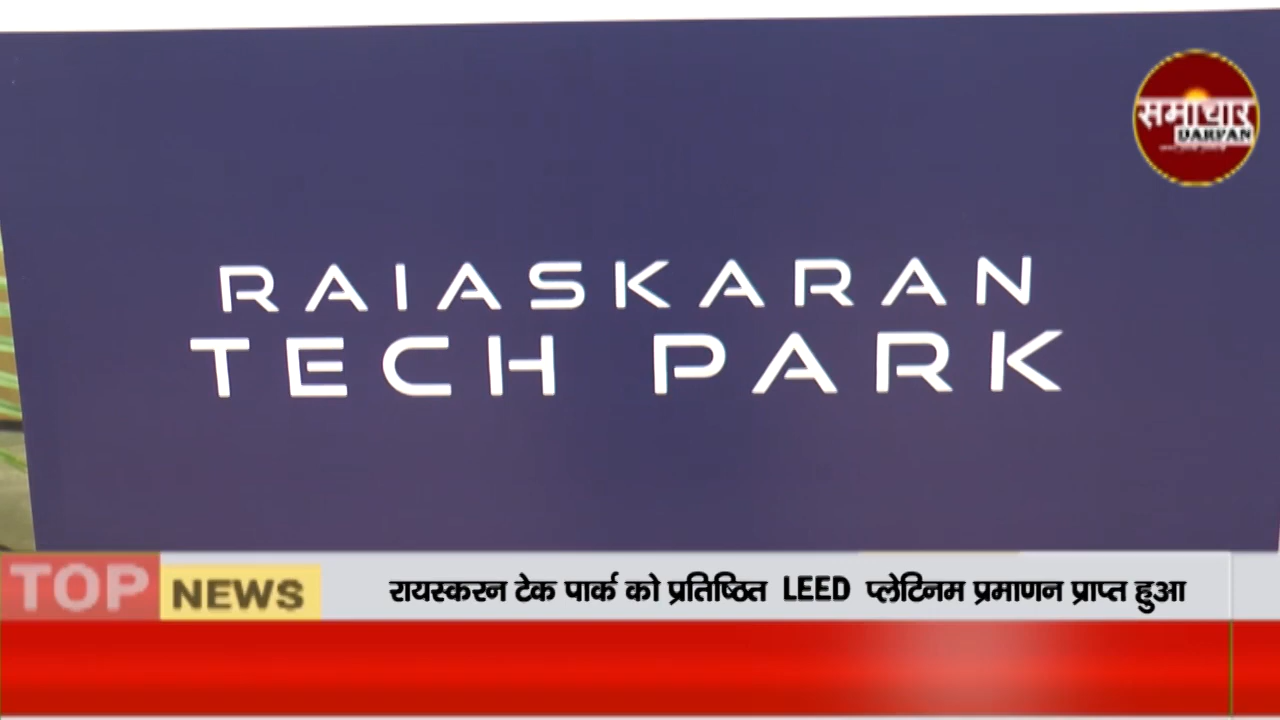 समाचार
DARPAN
RAIASKARAN
TECH PARK
TOP NEWS
रायस्करन टेक पार्क को प्रतिष्ठित LEED प्लेटिनम प्रमाणन प्राप्त हुआ